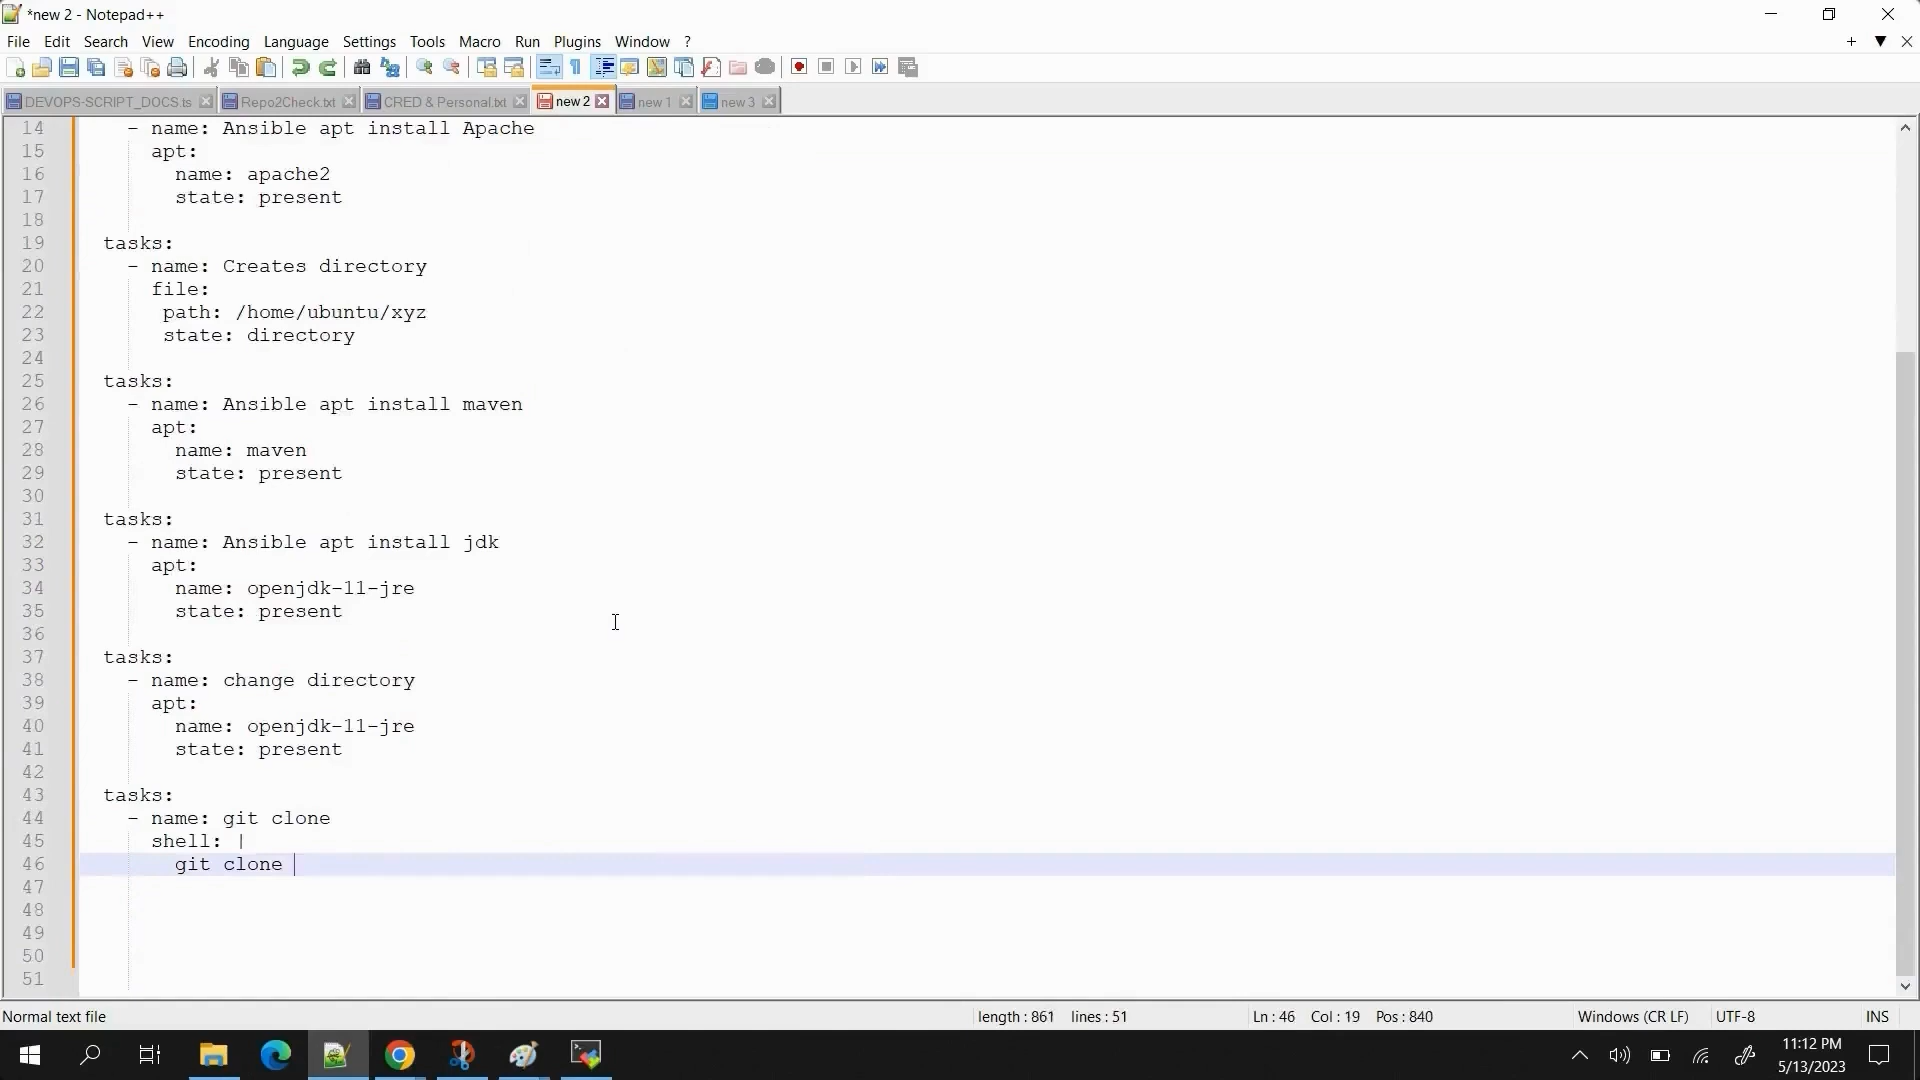 *new 2 - Notepad++
File Edit Search View Encoding Language Settings Tools Macro Run Plugins Window ?
DEVOPS-SCRIPT_DOCS.ts Repo2Check.txt CRED & Personal.txt new 2 new 1 new 3
14 - name: Ansible apt install Apache
15 apt:
16 name: apache2
17 state: present
18
19 tasks:
20 - name: Creates directory
21 file:
22 path: /home/ubuntu/xyz
23 state: directory
24
25 tasks:
26 - name: Ansible apt install maven
27 apt:
28 name: maven
29 state: present
30
31 tasks:
32 - name: Ansible apt install jdk
33 apt:
34 name: openjdk-11-jre
35 state: present
36
37 tasks:
38 - name: change directory
39 apt:
40 name: openjdk-11-jre
41 state: present
42
43 tasks:
44 - name: git clone
45 shell: |
46 git clone
47
48
49
50
51
Normal text file length : 861 lines : 51 Ln : 46 Col : 19 Pos : 840 Windows (CR LF) UTF-8 INS
11:12 PM
5/13/2023